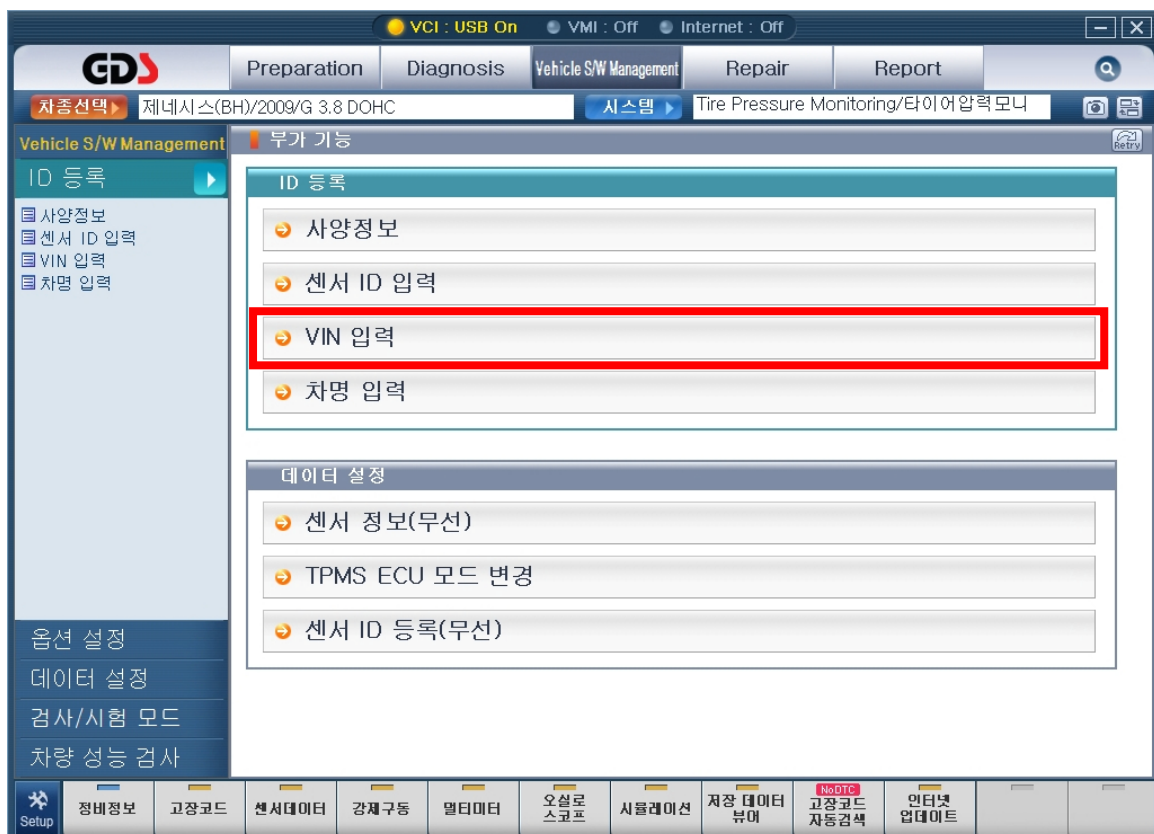 VCI : USB On VMI : Off Internet : Off
GDS Preparation Diagnosis Vehicle S/W Management Repair Report
차종선택 제네시스(BH)/2009/G 3.8 DOHC 시스템 Tire Pressure Monitoring/타이어압력모니
Vehicle S/W Management
ID 등록
사양정보
센서 ID 입력
VIN 입력
차명 입력
옵션 설정
데이터 설정
검사/시험 모드
차량 성능 검사
부가 기능
Retry
ID 등록
사양정보
센서 ID 입력
VIN 입력
차명 입력
데이터 설정
센서 정보(무선)
TPMS ECU 모드 변경
센서 ID 등록(무선)
Setup
정비정보
고장코드
센서데이터
강제구동
멀티미터
오실로
스코프
시뮬레이션
저장 데이터
뷰어
NoDTC
고장코드
자동검색
인터넷
업데이트